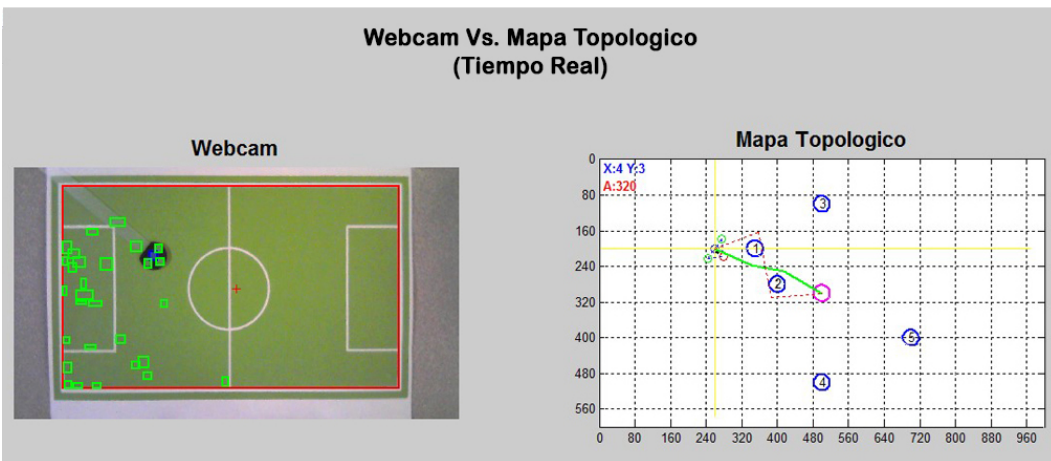 Webcam Vs. Mapa Topologico
(Tiempo Real)
Webcam
Mapa Topologico
X:4 Y:3
A:320
0
80
160
240
320
400
480
560
3
1
2
5
4
0 80 160 240 320 400 480 560 640 720 800 880 960